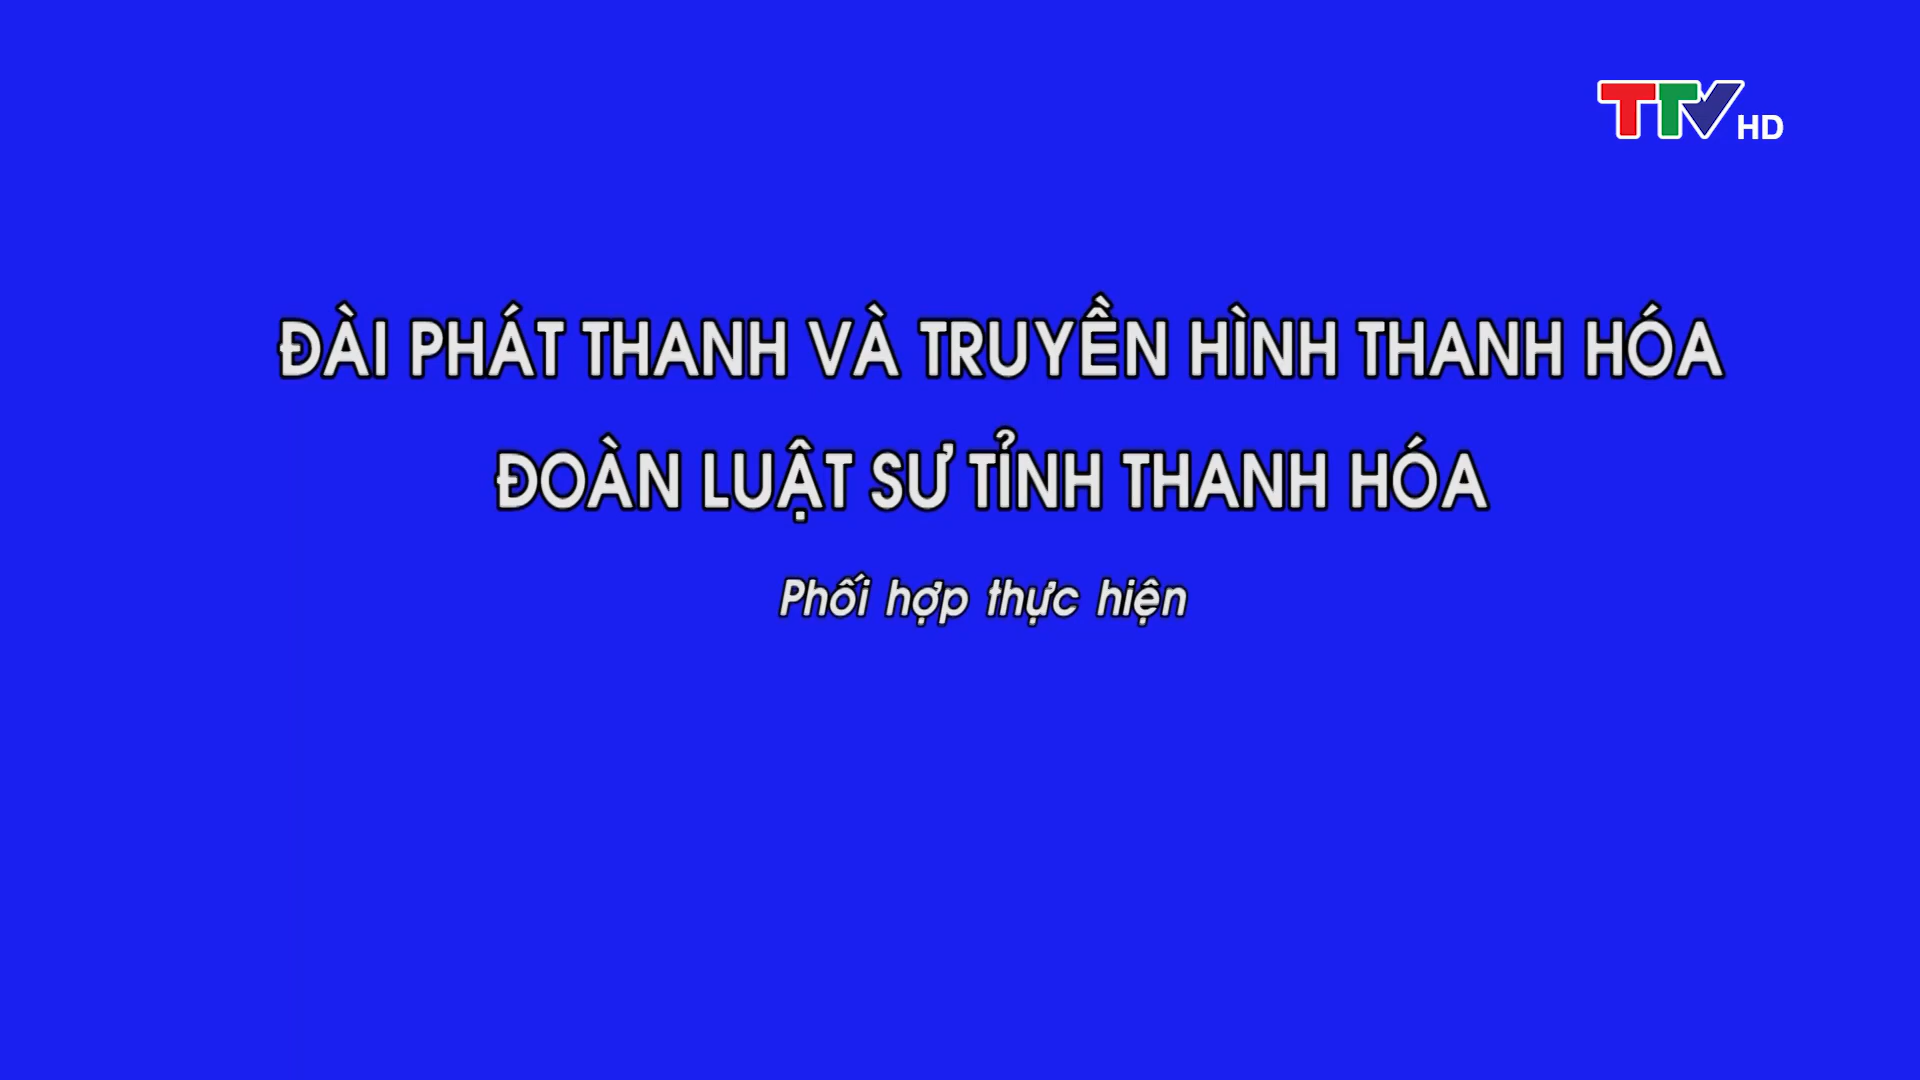 TTV HD
ĐÀI PHÁT THANH VÀ TRUYỀN HÌNH THANH HÓA
ĐOÀN LUẬT SƯ TỈNH THANH HÓA
Phối hợp thực hiện